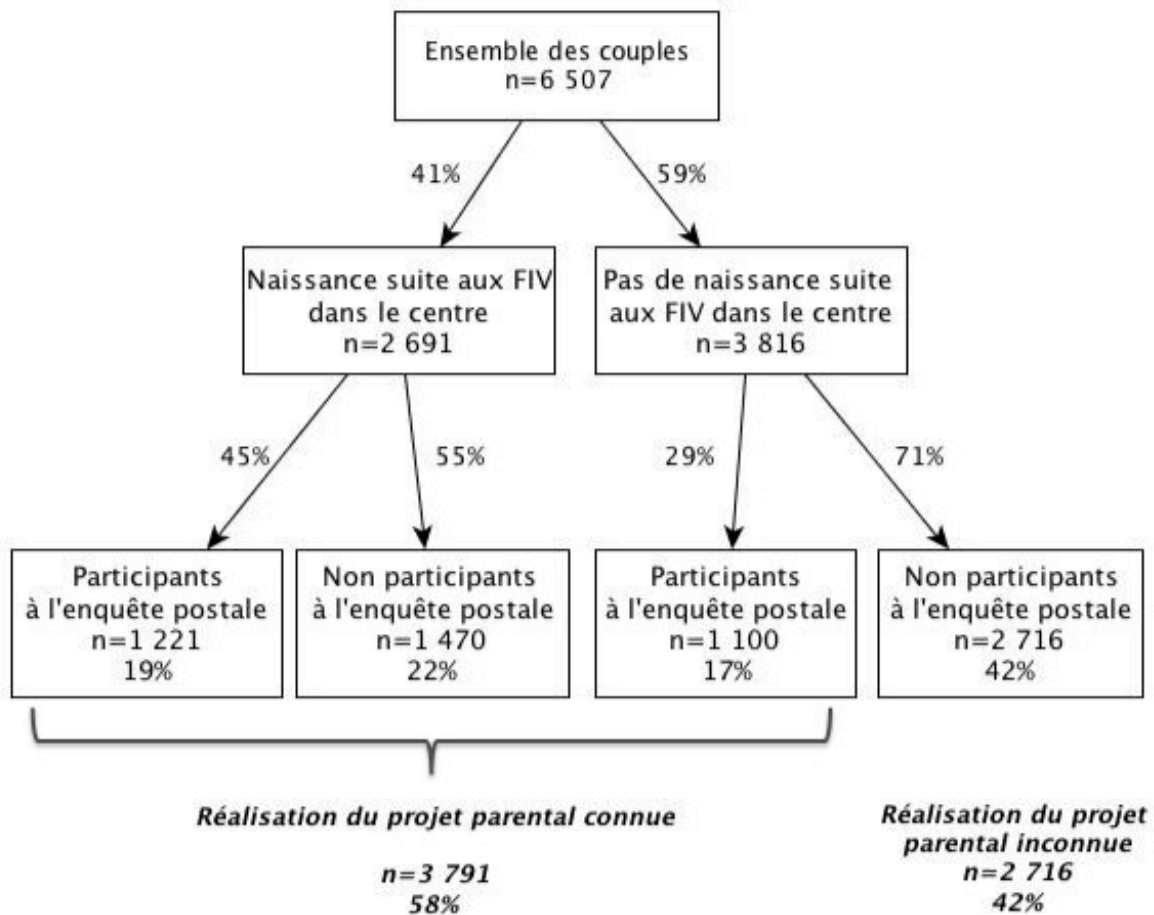 Ensemble des couples
n=6 507
41%
59%
Naissance suite aux FIV
dans le centre
n=2 691
Pas de naissance suite
aux FIV dans le centre
n=3 816
45%
55%
29%
71%
Participants
à l'enquête postale
n=1 221
19%
Non participants
à l'enquête postale
n=1 470
22%
Participants
à l'enquête postale
n=1 100
17%
Non participants
à l'enquête postale
n=2 716
42%
Réalisation du projet parental connue
n=3 791
58%
Réalisation du projet
parental inconnue
n=2 716
42%